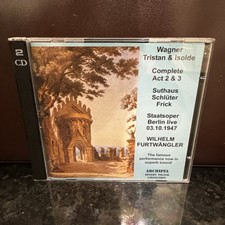 2
CD
Wagner
Tristan & Isolde
Complete
Act 2 & 3
Suthaus
Schlüter
Frick
Staatsoper
Berlin live
03.10.1947
WILHELM
FURTWÄNGLER
The famous
performance now in
superb sound
ARCHIPEL